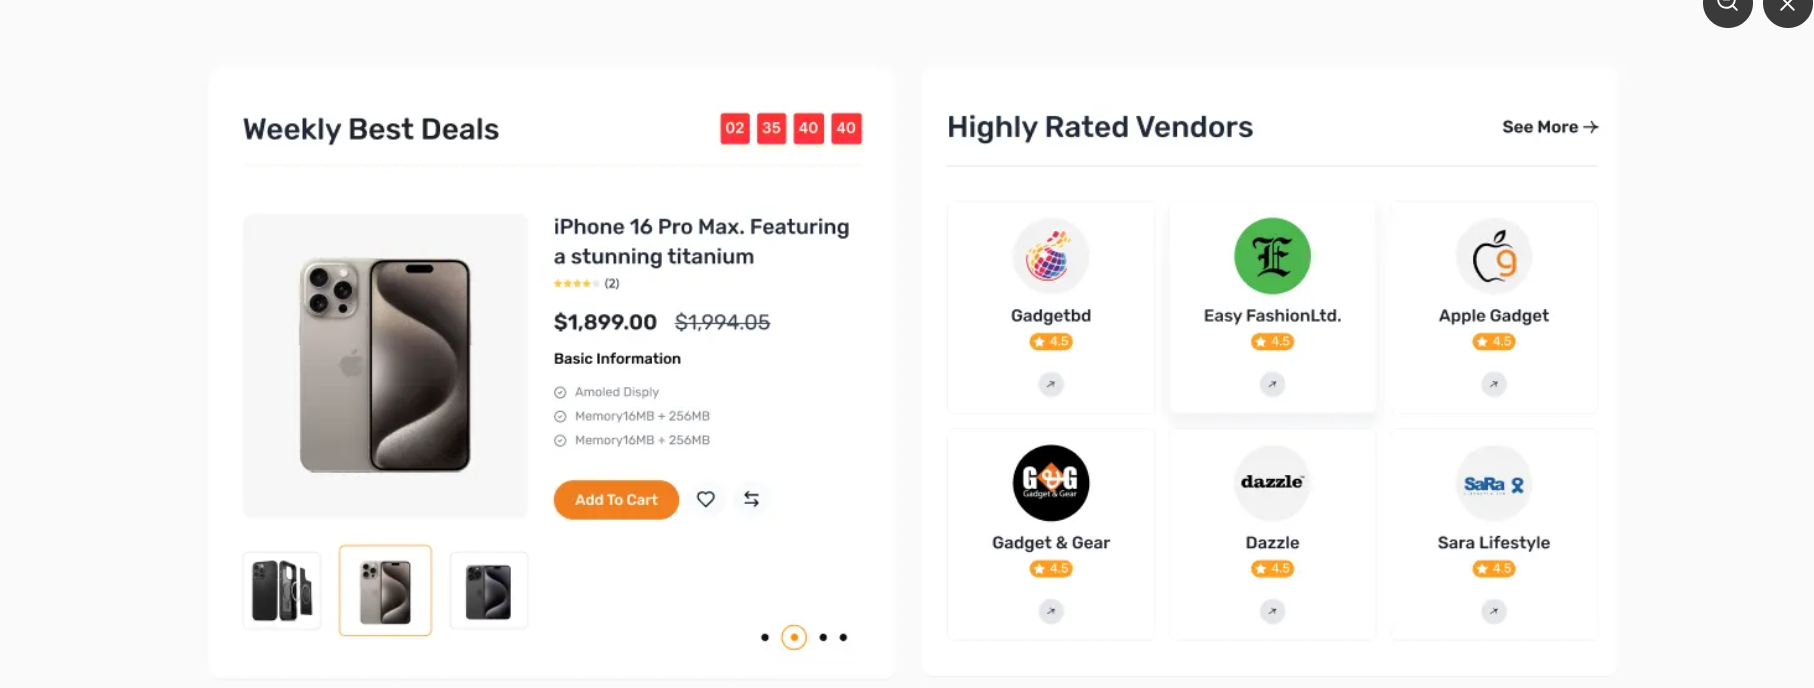 Weekly Best Deals
02 35 40 40
iPhone 16 Pro Max. Featuring
a stunning titanium
(2)
$1,899.00 $1,994.05
Basic Information
Amoled Disply
Memory16MB + 256MB
Memory16MB + 256MB
Add To Cart
Highly Rated Vendors
See More →
Gadgetbd
4.5
E
Easy FashionLtd.
4.5
g
Apple Gadget
4.5
G&G
Gadget & Gear
Gadget & Gear
4.5
dazzle™
Dazzle
4.5
SaRa
Sara Lifestyle
4.5